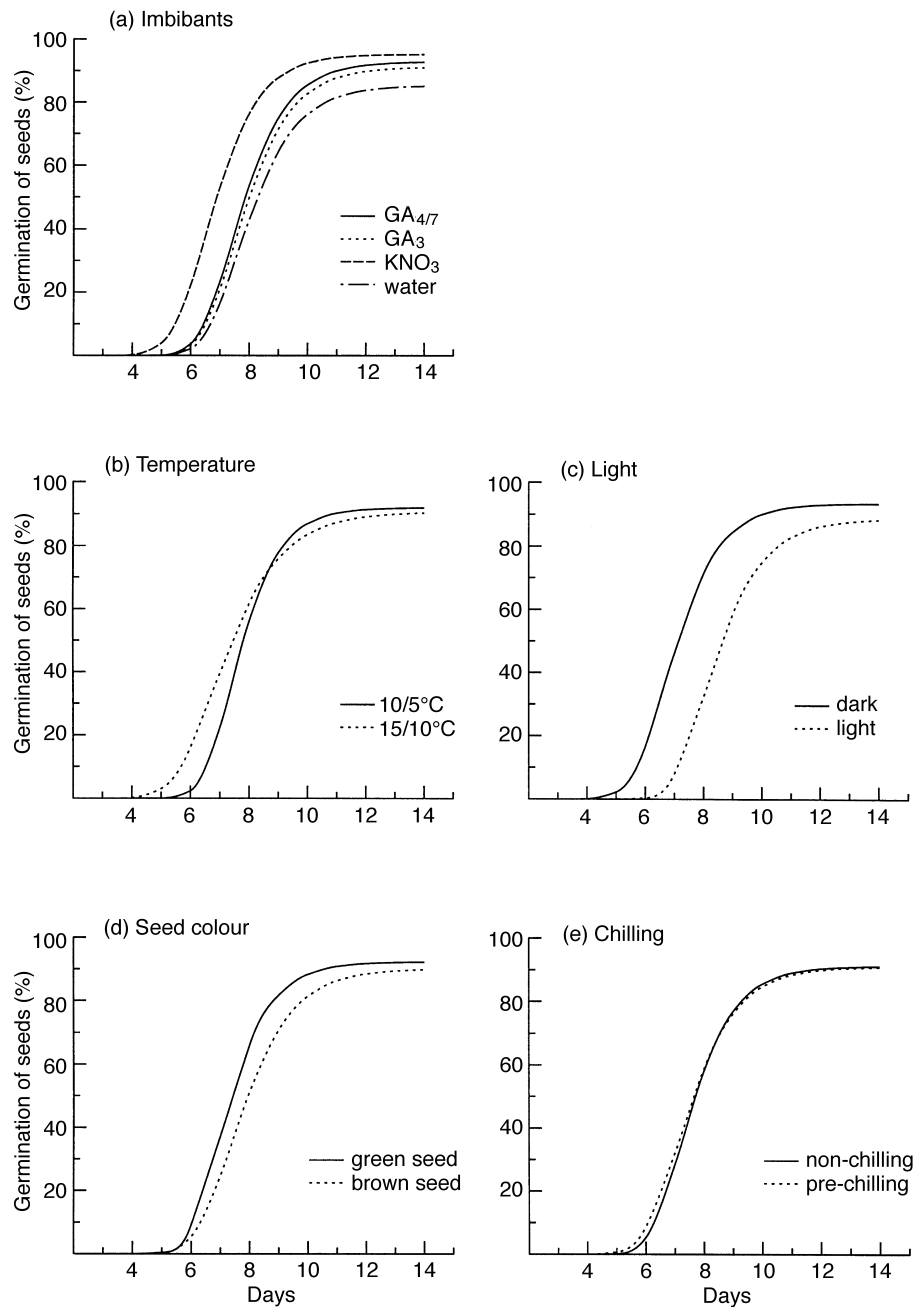 (a) Imbibants
Germination of seeds (%)
100
80
60
40
20
GA4/7
GA3
KNO3
water
4 6 8 10 12 14
(b) Temperature
Germination of seeds (%)
100
80
60
40
20
10/5°C
15/10°C
4 6 8 10 12 14
(c) Light
100
80
60
40
20
dark
light
4 6 8 10 12 14
(d) Seed colour
Germination of seeds (%)
100
80
60
40
20
green seed
brown seed
4 6 8 10 12 14
Days
(e) Chilling
100
80
60
40
20
non-chilling
pre-chilling
4 6 8 10 12 14
Days